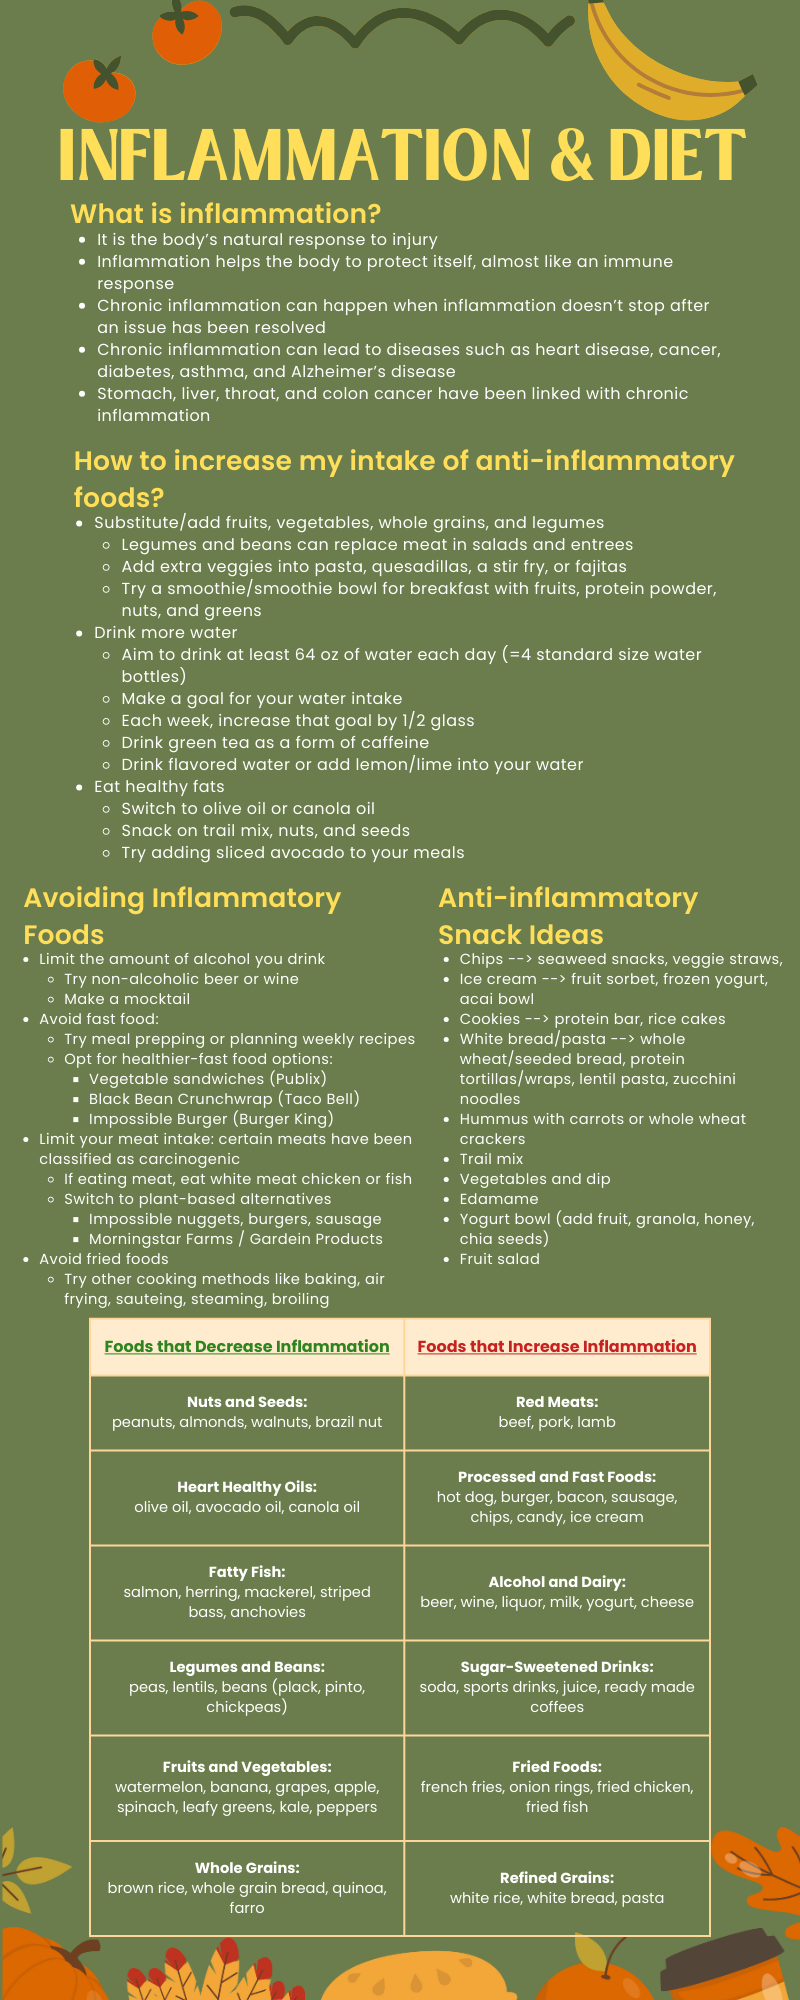 INFLAMMATION & DIET
What is inflammation?
• It is the body's natural response to injury
• Inflammation helps the body to protect itself, almost like an immune
response
• Chronic inflammation can happen when inflammation doesn't stop after
an issue has been resolved
• Chronic inflammation can lead to diseases such as heart disease, cancer,
diabetes, asthma, and Alzheimer's disease
• Stomach, liver, throat, and colon cancer have been linked with chronic
inflammation
How to increase my intake of anti-inflammatory
foods?
• Substitute/add fruits, vegetables, whole grains, and legumes
◦ Legumes and beans can replace meat in salads and entrees
◦ Add extra veggies into pasta, quesadillas, a stir fry, or fajitas
◦ Try a smoothie/smoothie bowl for breakfast with fruits, protein powder,
nuts, and greens
• Drink more water
◦ Aim to drink at least 64 oz of water each day (=4 standard size water
bottles)
◦ Make a goal for your water intake
◦ Each week, increase that goal by 1/2 glass
◦ Drink green tea as a form of caffeine
◦ Drink flavored water or add lemon/lime into your water
• Eat healthy fats
◦ Switch to olive oil or canola oil
◦ Snack on trail mix, nuts, and seeds
◦ Try adding sliced avocado to your meals
Avoiding Inflammatory
Foods
• Limit the amount of alcohol you drink
◦ Try non-alcoholic beer or wine
◦ Make a mocktail
• Avoid fast food:
◦ Try meal prepping or planning weekly recipes
◦ Opt for healthier-fast food options:
▪ Vegetable sandwiches (Publix)
▪ Black Bean Crunchwrap (Taco Bell)
▪ Impossible Burger (Burger King)
• Limit your meat intake: certain meats have been
classified as carcinogenic
◦ If eating meat, eat white meat chicken or fish
◦ Switch to plant-based alternatives
▪ Impossible nuggets, burgers, sausage
▪ Morningstar Farms / Gardein Products
• Avoid fried foods
◦ Try other cooking methods like baking, air
frying, sauteing, steaming, broiling
Anti-inflammatory
Snack Ideas
• Chips --> seaweed snacks, veggie straws,
• Ice cream --> fruit sorbet, frozen yogurt,
acai bowl
• Cookies --> protein bar, rice cakes
• White bread/pasta --> whole
wheat/seeded bread, protein
tortillas/wraps, lentil pasta, zucchini
noodles
• Hummus with carrots or whole wheat
crackers
• Trail mix
• Vegetables and dip
• Edamame
• Yogurt bowl (add fruit, granola, honey,
chia seeds)
• Fruit salad
Foods that Decrease Inflammation
Foods that Increase Inflammation
Nuts and Seeds:
peanuts, almonds, walnuts, brazil nut
Red Meats:
beef, pork, lamb
Heart Healthy Oils:
olive oil, avocado oil, canola oil
Processed and Fast Foods:
hot dog, burger, bacon, sausage,
chips, candy, ice cream
Fatty Fish:
salmon, herring, mackerel, striped
bass, anchovies
Alcohol and Dairy:
beer, wine, liquor, milk, yogurt, cheese
Legumes and Beans:
peas, lentils, beans (plack, pinto,
chickpeas)
Sugar-Sweetened Drinks:
soda, sports drinks, juice, ready made
coffees
Fruits and Vegetables:
watermelon, banana, grapes, apple,
spinach, leafy greens, kale, peppers
Fried Foods:
french fries, onion rings, fried chicken,
fried fish
Whole Grains:
brown rice, whole grain bread, quinoa,
farro
Refined Grains:
white rice, white bread, pasta